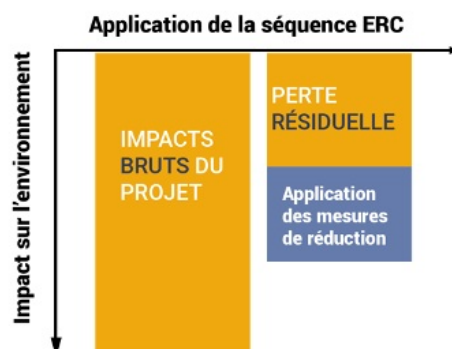 Application de la séquence ERC
Impact sur l'environnement
IMPACTS
BRUTS DU
PROJET
PERTE
RÉSIDUELLE
Application
des mesures
de réduction